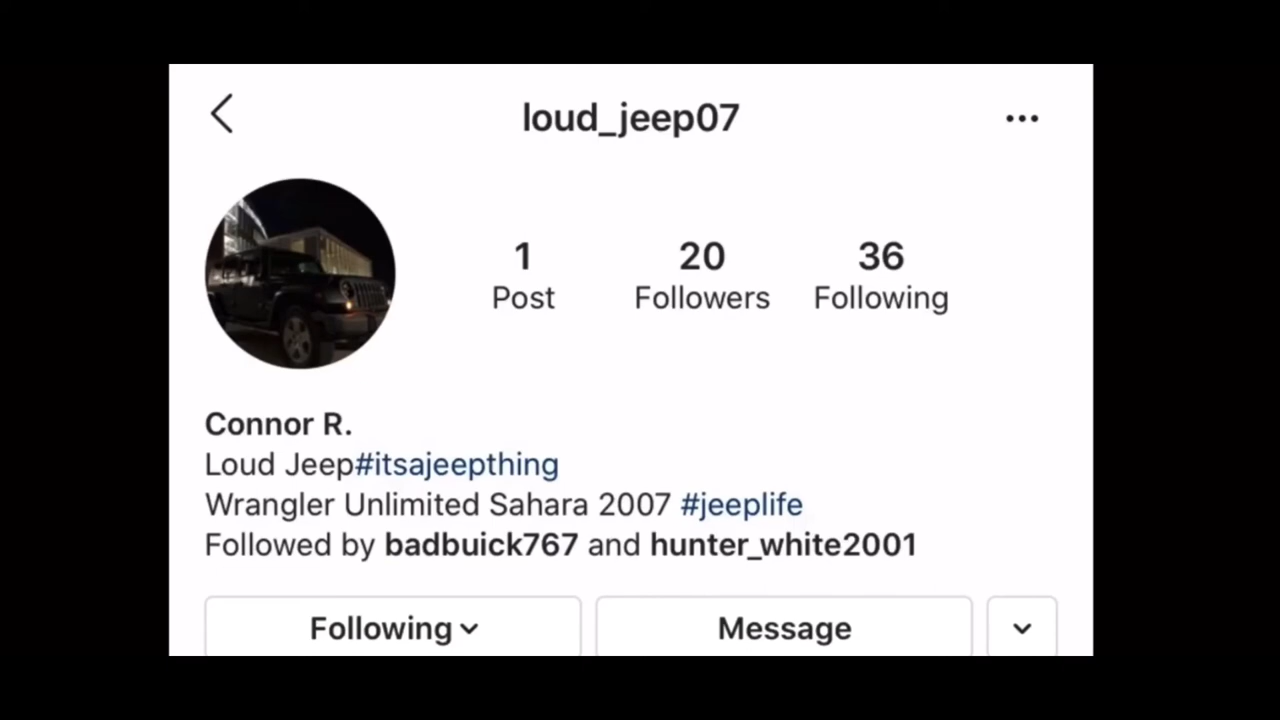 loud_jeep07
1 20 36
Post Followers Following
Connor R.
Loud Jeep#itsajeepthing
Wrangler Unlimited Sahara 2007 #jeeplife
Followed by badbuick767 and hunter_white2001
Following Message